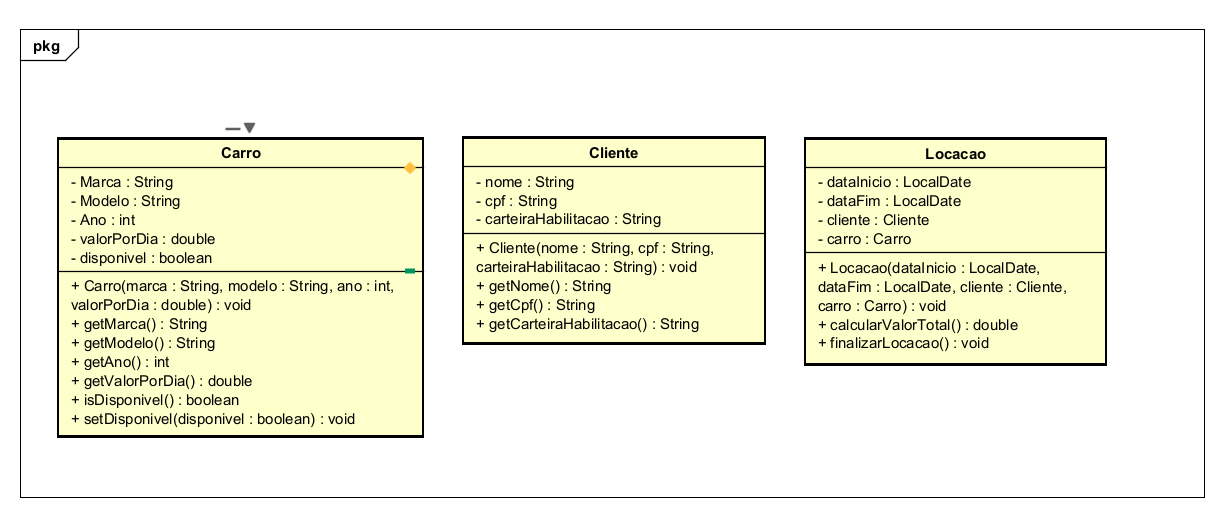 pkg
Carro
- Marca : String
- Modelo : String
- Ano : int
- valorPorDia : double
- disponivel : boolean
+ Carro(marca : String, modelo : String, ano : int,
valorPorDia : double) : void
+ getMarca() : String
+ getModelo() : String
+ getAno() : int
+ getValorPorDia() : double
+ isDisponivel() : boolean
+ setDisponivel(disponivel : boolean) : void
Cliente
- nome : String
- cpf : String
- carteiraHabilitacao : String
+ Cliente(nome : String, cpf : String,
carteiraHabilitacao : String) : void
+ getNome() : String
+ getCpf() : String
+ getCarteiraHabilitacao() : String
Locacao
- dataInicio : LocalDate
- dataFim : LocalDate
- cliente : Cliente
- carro : Carro
+ Locacao(dataInicio : LocalDate,
dataFim : LocalDate, cliente : Cliente,
carro : Carro) : void
+ calcularValorTotal() : double
+ finalizarLocacao() : void